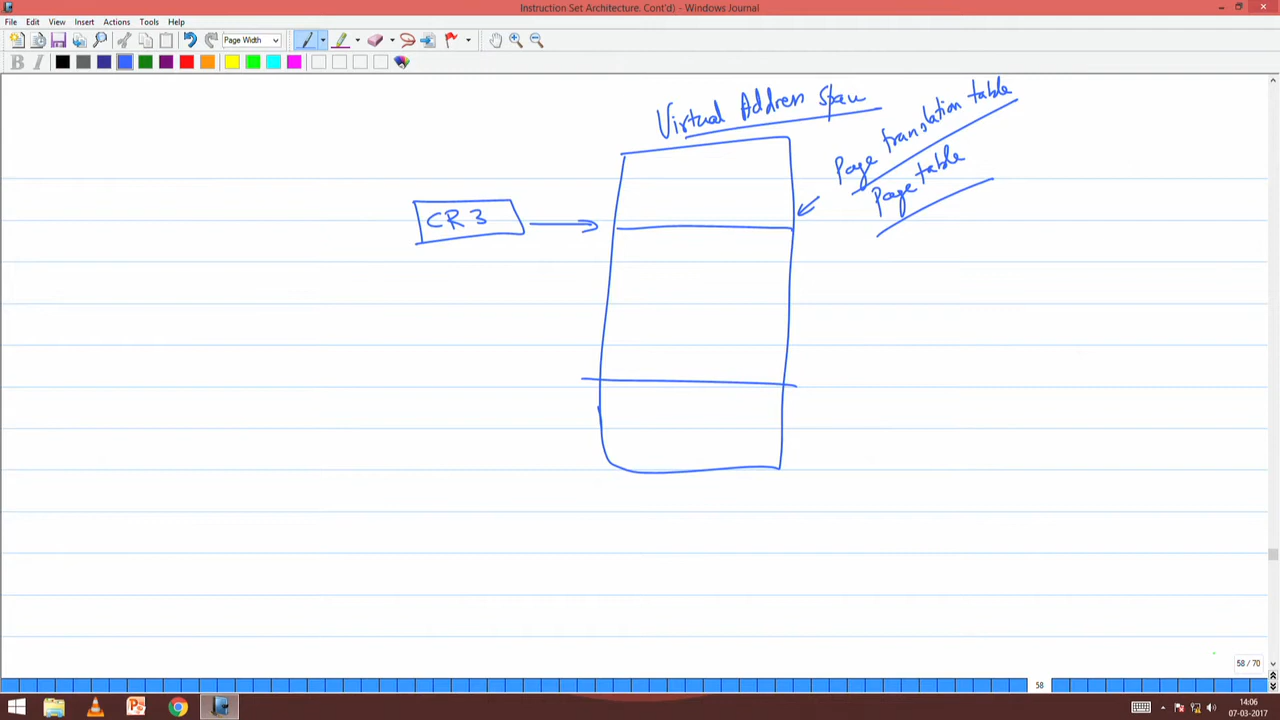 Instruction Set Architecture. Cont'd) - Windows Journal
File Edit View Insert Actions Tools Help
Page Width
B I
Virtual Address Space
Page translation table
Page table
CR3
58 / 70
58
14:06
07-03-2017